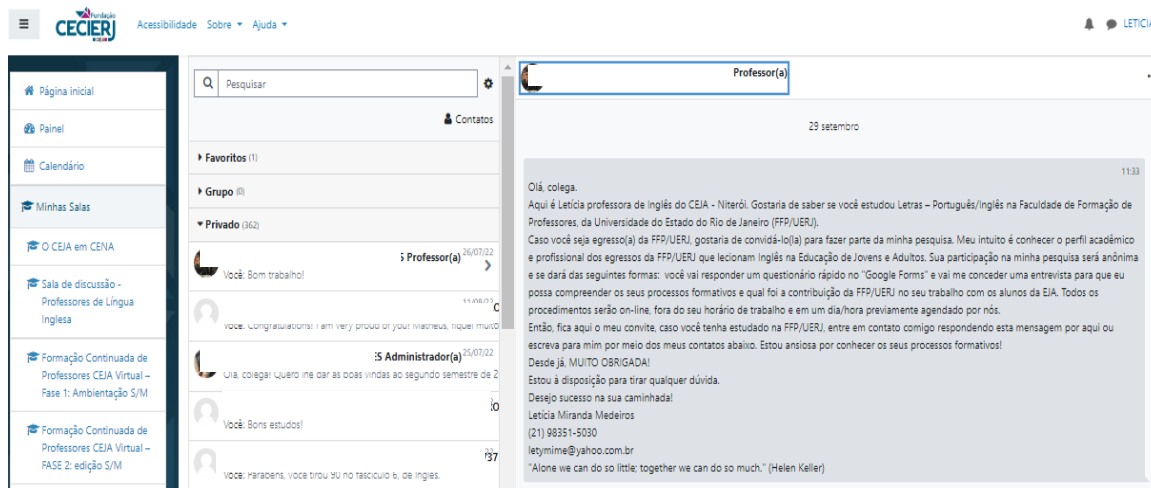 Fundação
CECIERJ
Acessibilidade Sobre Ajuda
LETICIA
Página inicial
Painel
Calendário
Minhas Salas
O CEJA em CENA
Sala de discussão -
Professores de Língua
Inglesa
Formação Continuada de
Professores CEJA Virtual –
Fase 1: Ambientação S/M
Formação Continuada de
Professores CEJA Virtual –
FASE 2: edição S/M
Pesquisar
Contatos
Favoritos (1)
Grupo (0)
Privado (362)
Professor(a) 26/07/22
Você: Bom trabalho!
Você: Congratulations! I am very proud of you! Matheus, fiquei muito
S Administrador(a) 25/07/22
Olá, colega! Quero lhe dar as boas vindas ao segundo semestre de 2
Você: Bons estudos!
Você: Parabéns, você tirou 90 no fascículo 6, de Inglês.
Professor(a)
29 setembro
11:33
Olá, colega.
Aqui é Letícia professora de Inglês do CEJA - Niterói. Gostaria de saber se você estudou Letras – Português/Inglês na Faculdade de Formação de
Professores, da Universidade do Estado do Rio de Janeiro (FFP/UERJ).
Caso você seja egresso(a) da FFP/UERJ, gostaria de convidá-lo(la) para fazer parte da minha pesquisa. Meu intuito é conhecer o perfil acadêmico
e profissional dos egressos da FFP/UERJ que lecionam Inglês na Educação de Jovens e Adultos. Sua participação na minha pesquisa será anônima
e se dará das seguintes formas: você vai responder um questionário rápido no "Google Forms" e vai me conceder uma entrevista para que eu
possa compreender os seus processos formativos e qual foi a contribuição da FFP/UERJ no seu trabalho com os alunos da EJA. Todos os
procedimentos serão on-line, fora do seu horário de trabalho e em um dia/hora previamente agendado por nós.
Então, fica aqui o meu convite, caso você tenha estudado na FFP/UERJ, entre em contato comigo respondendo esta mensagem por aqui ou
escreva para mim por meio dos meus contatos abaixo. Estou ansiosa por conhecer os seus processos formativos!
Desde já, MUITO OBRIGADA!
Estou à disposição para tirar qualquer dúvida.
Desejo sucesso na sua caminhada!
Letícia Miranda Medeiros
(21) 98351-5030
letymime@yahoo.com.br
"Alone we can do so little; together we can do so much." (Helen Keller)